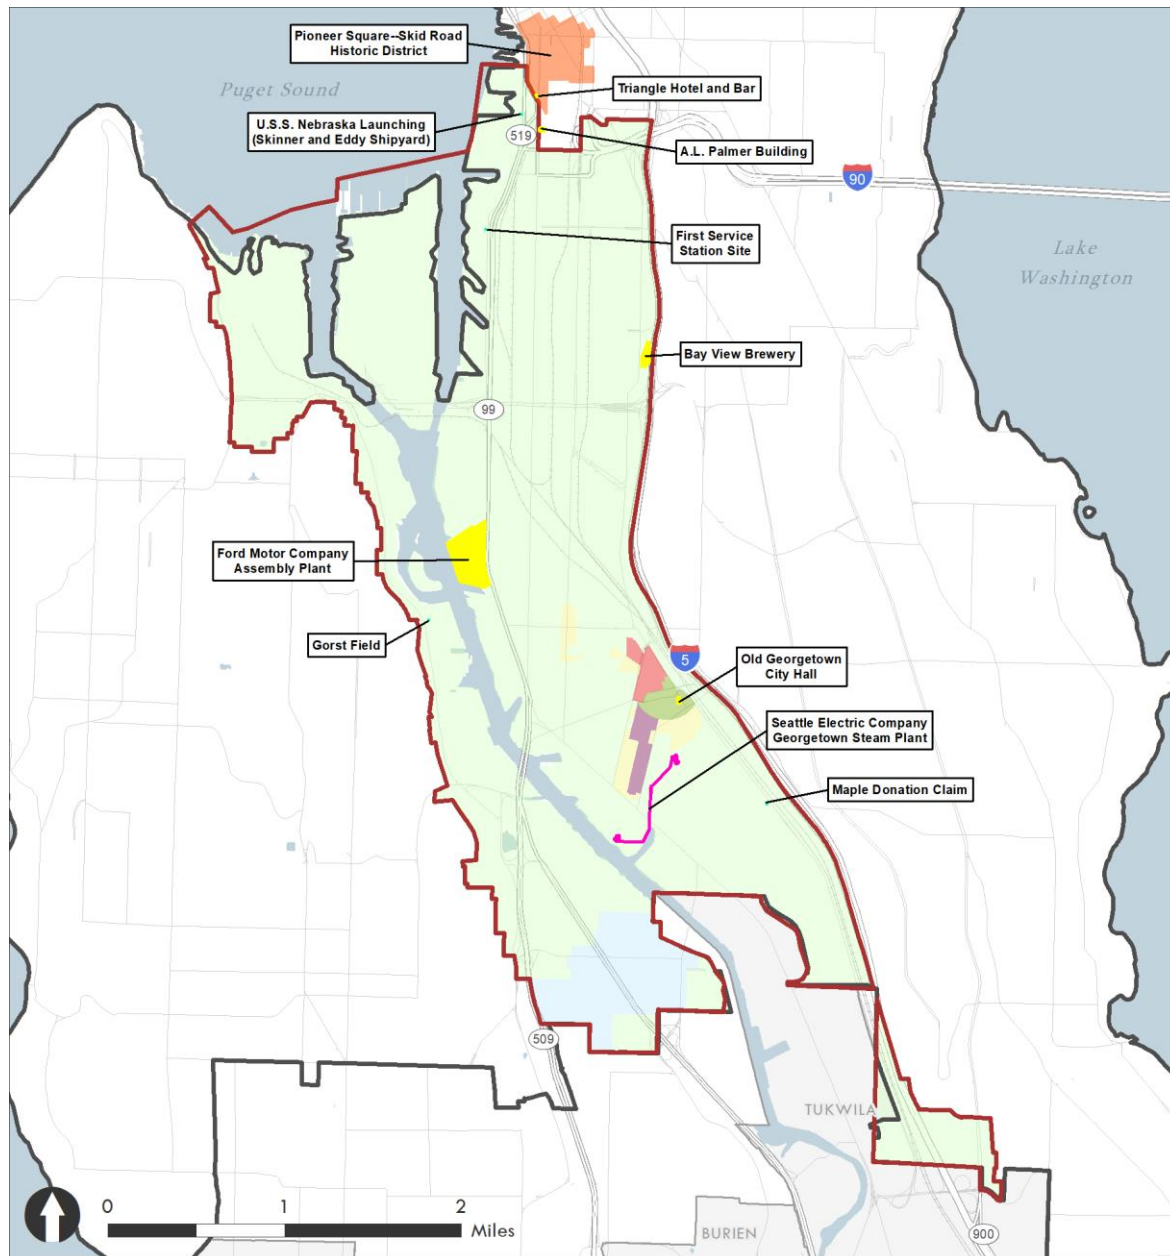 Pioneer Square--Skid Road
Historic District
Puget Sound
Triangle Hotel and Bar
U.S.S. Nebraska Launching
(Skinner and Eddy Shipyard)
519
A.L. Palmer Building
90
First Service
Station Site
Lake
Washington
Bay View Brewery
99
Ford Motor Company
Assembly Plant
Gorst Field
5
Old Georgetown
City Hall
Seattle Electric Company
Georgetown Steam Plant
Maple Donation Claim
509
TUKWILA
0 1 2
Miles
BURIEN
900